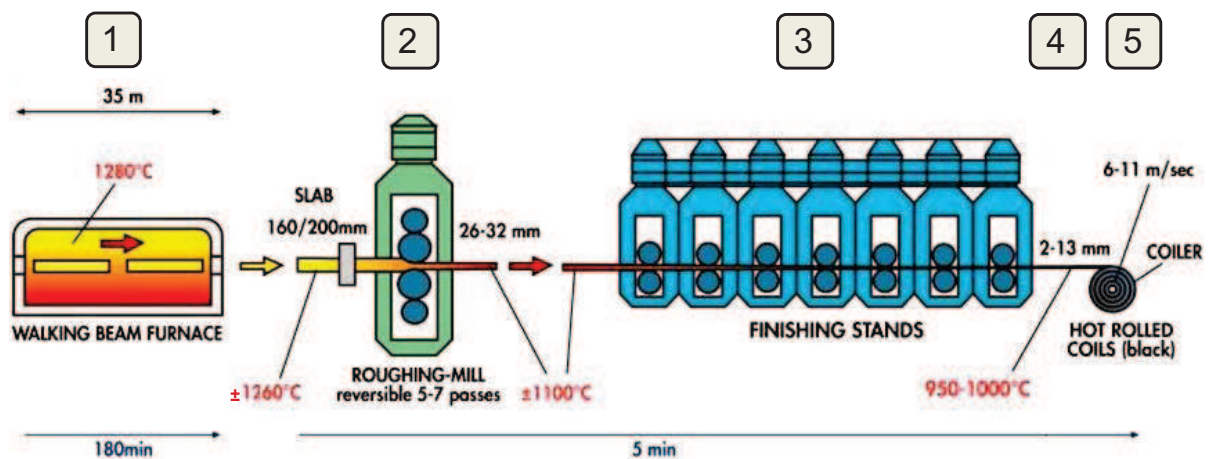 1
2
3
4
5
35 m
1280°C
WALKING BEAM FURNACE
180min
SLAB
160/200mm
±1260°C
26-32 mm
ROUGHING-MILL
reversible 5-7 passes
±1100°C
FINISHING STANDS
6-11 m/sec
2-13 mm
COILER
HOT ROLLED
COILS (black)
950-1000°C
5 min